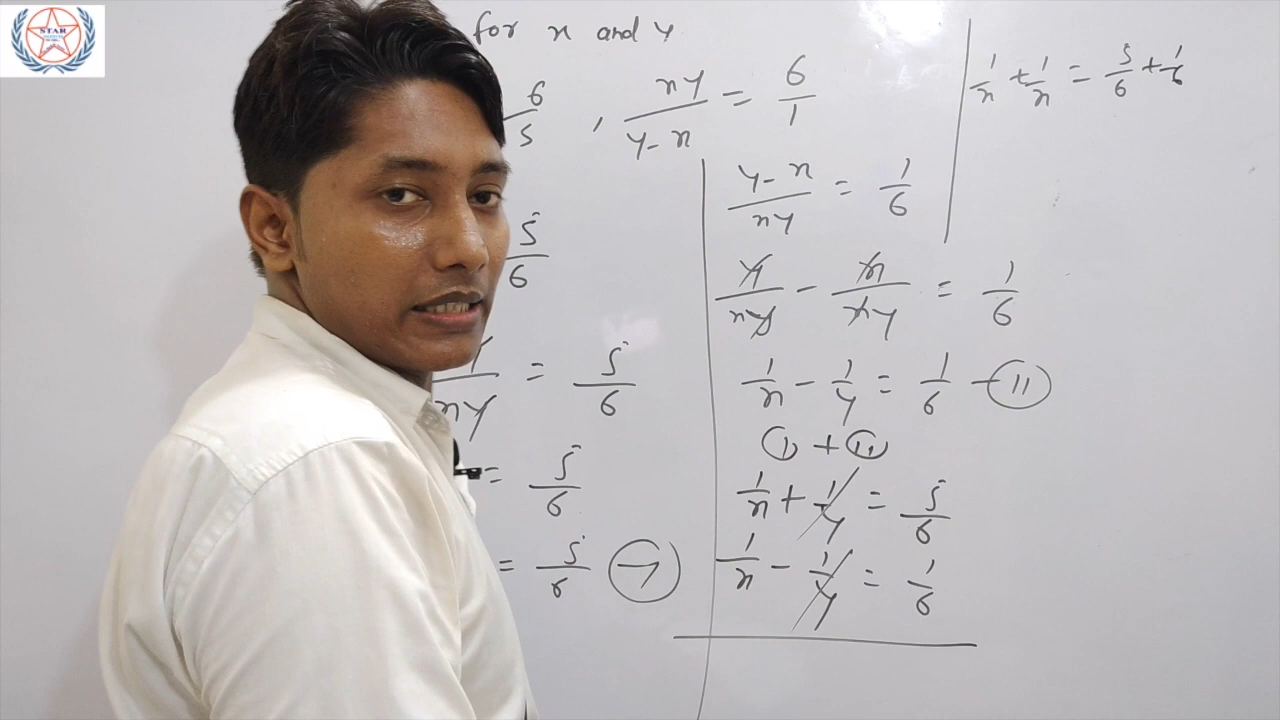 STAR
for x and y
6/5 , xy/y-x = 6/1
y-x/xy = 1/6
5/6
y/xy - x/xy = 1/6
y/xy = 5/6
1/x - 1/y = 1/6 - (II)
(I) + (II)
= 5/6
1/x + 1/y = 5/6
= 5/6
1/x - 1/y = 1/6
1/x + 1/x = 5/6 + 1/6